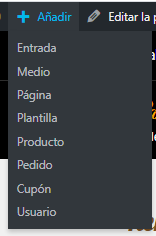 Añadir Editar la p
Entrada
Medio
Página
Plantilla
Producto
Pedido
Cupón
Usuario